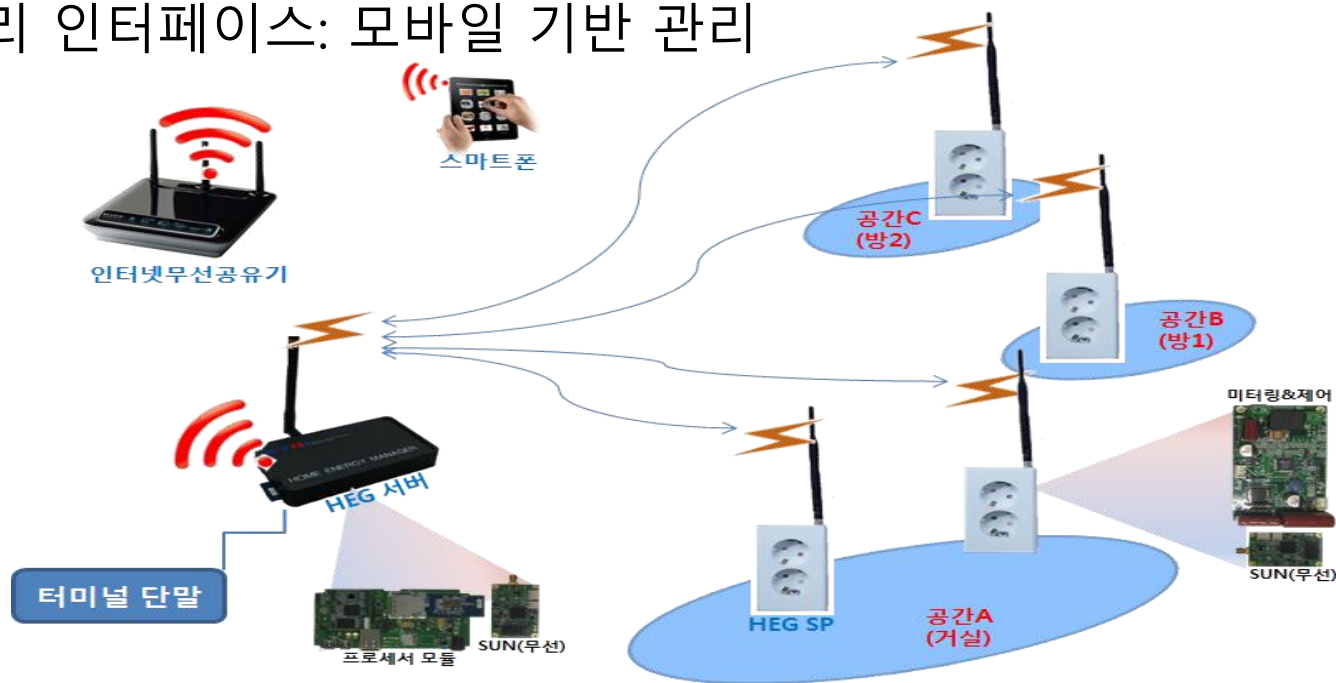 리 인터페이스: 모바일 기반 관리
스마트폰
인터넷무선공유기
공간C
(방2)
공간B
(방1)
미터링&제어
SUN(무선)
HOME ENERGY MANAGER
HEG 서버
터미널 단말
프로세서 모듈
SUN(무선)
HEG SP
공간A
(거실)